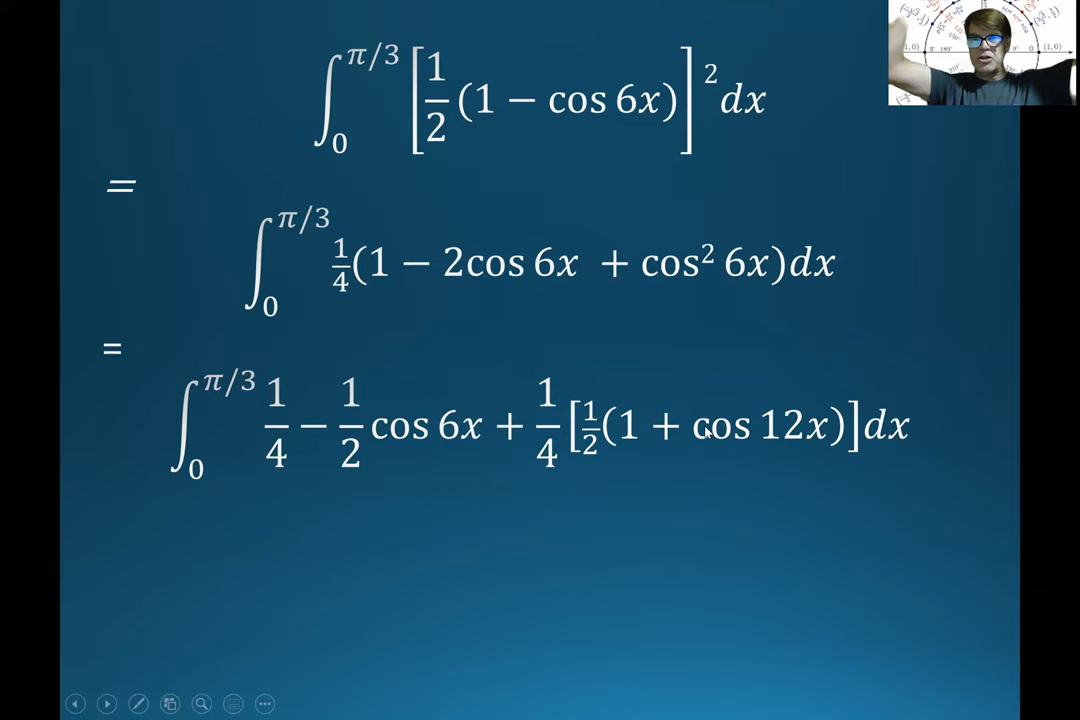 ∫₀^{π/3} [1/2 (1 − cos 6x)]² dx
=
∫₀^{π/3} 1/4 (1 − 2cos 6x + cos² 6x)dx
=
∫₀^{π/3} 1/4 − 1/2 cos 6x + 1/4 [1/2 (1 + cos 12x)]dx